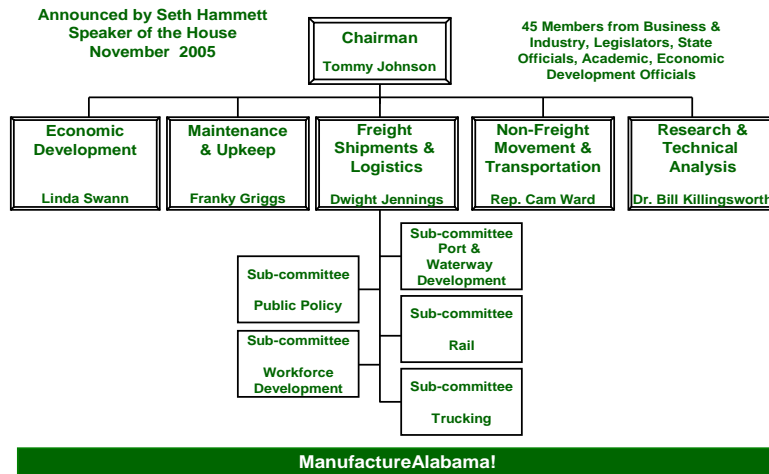 Announced by Seth Hammett
Speaker of the House
November 2005
Chairman
Tommy Johnson
45 Members from Business &
Industry, Legislators, State
Officials, Academic, Economic
Development Officials
Economic
Development
Linda Swann
Maintenance
& Upkeep
Franky Griggs
Freight
Shipments &
Logistics
Dwight Jennings
Non-Freight
Movement &
Transportation
Rep. Cam Ward
Research &
Technical
Analysis
Dr. Bill Killingsworth
Sub-committee
Port &
Waterway
Development
Sub-committee
Public Policy
Sub-committee
Rail
Sub-committee
Workforce
Development
Sub-committee
Trucking
ManufactureAlabama!